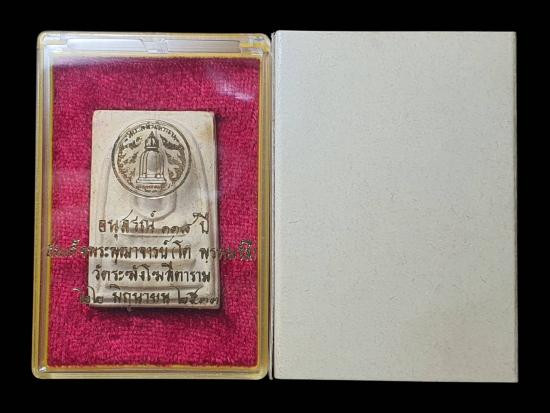 อนุสรณ์ ๑๑๘ ปี
สมเด็จพระพุฒาจารย์(โต พรหมรังสี)
วัดระฆังโฆสิตาราม
๒๒ มิถุนายน ๒๕๓๓